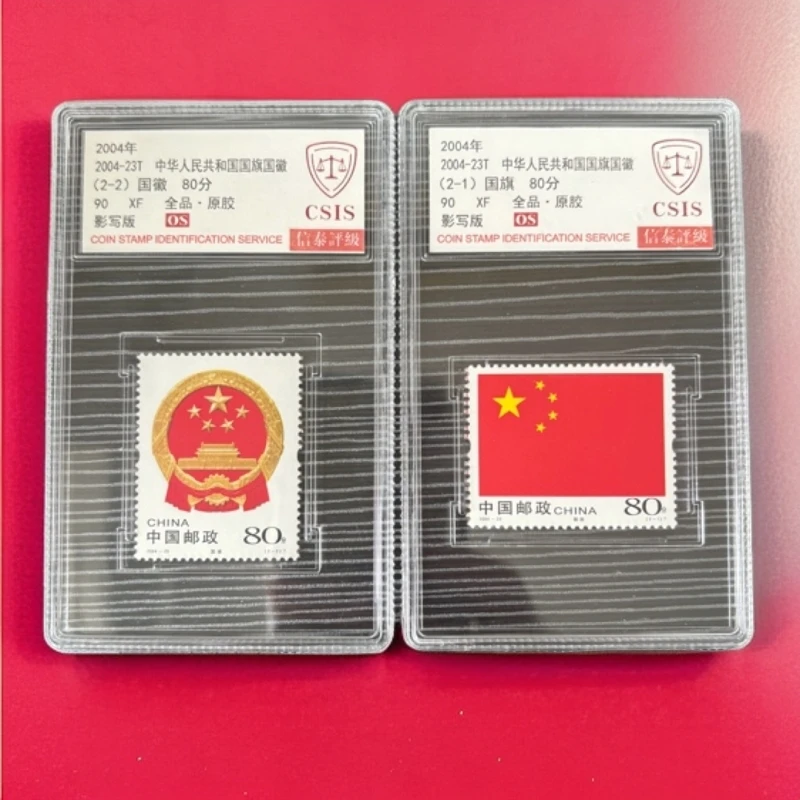 2004年
2004-23T 中华人民共和国国旗国徽
(2-2) 国徽 80分
90 XF 全品·原胶
影写版 OS
CSIS
COIN STAMP IDENTIFICATION SERVICE 信泰評級
CHINA
中国邮政 80分
2004年
2004-23T 中华人民共和国国旗国徽
(2-1) 国旗 80分
90 XF 全品·原胶
影写版 OS
CSIS
COIN STAMP IDENTIFICATION SERVICE 信泰評級
中国邮政 CHINA 80分